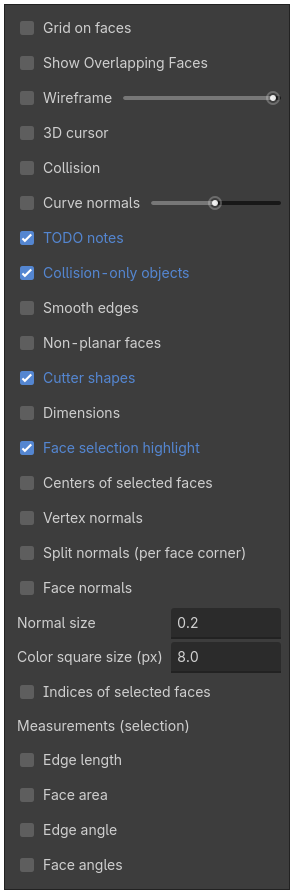 Grid on faces
Show Overlapping Faces
Wireframe
3D cursor
Collision
Curve normals
TODO notes
Collision-only objects
Smooth edges
Non-planar faces
Cutter shapes
Dimensions
Face selection highlight
Centers of selected faces
Vertex normals
Split normals (per face corner)
Face normals
Normal size 0.2
Color square size (px) 8.0
Indices of selected faces
Measurements (selection)
Edge length
Face area
Edge angle
Face angles